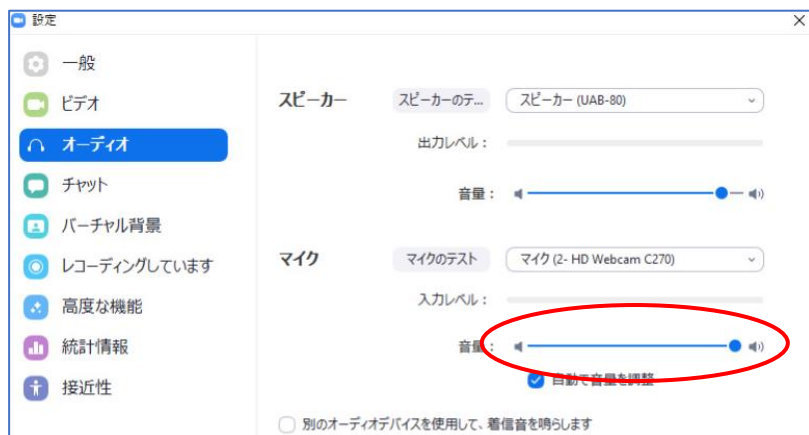 設定
一般
ビデオ
オーディオ
チャット
バーチャル背景
レコーディングしています
高度な機能
統計情報
接近性
スピーカー スピーカーのテ... スピーカー (UAB-80)
出力レベル：
音量：
マイク マイクのテスト マイク (2- HD Webcam C270)
入力レベル：
音量：
自動で音量を調整
別のオーディオデバイスを使用して、着信音を鳴らします